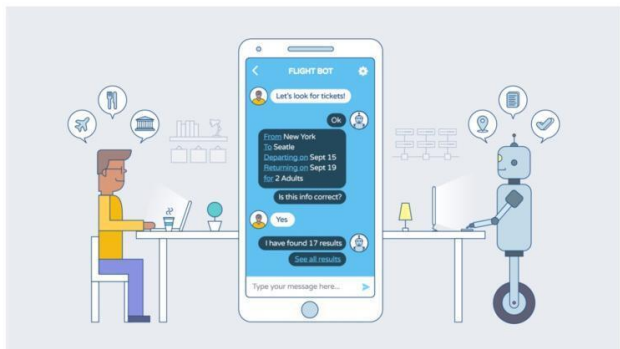 FLIGHT BOT
Let's look for tickets!
Ok
From New York
To Seatle
Departing on Sept 15
Returning on Sept 19
for 2 Adults
Is this info correct?
Yes
I have found 17 results
See all results
Type your message here...